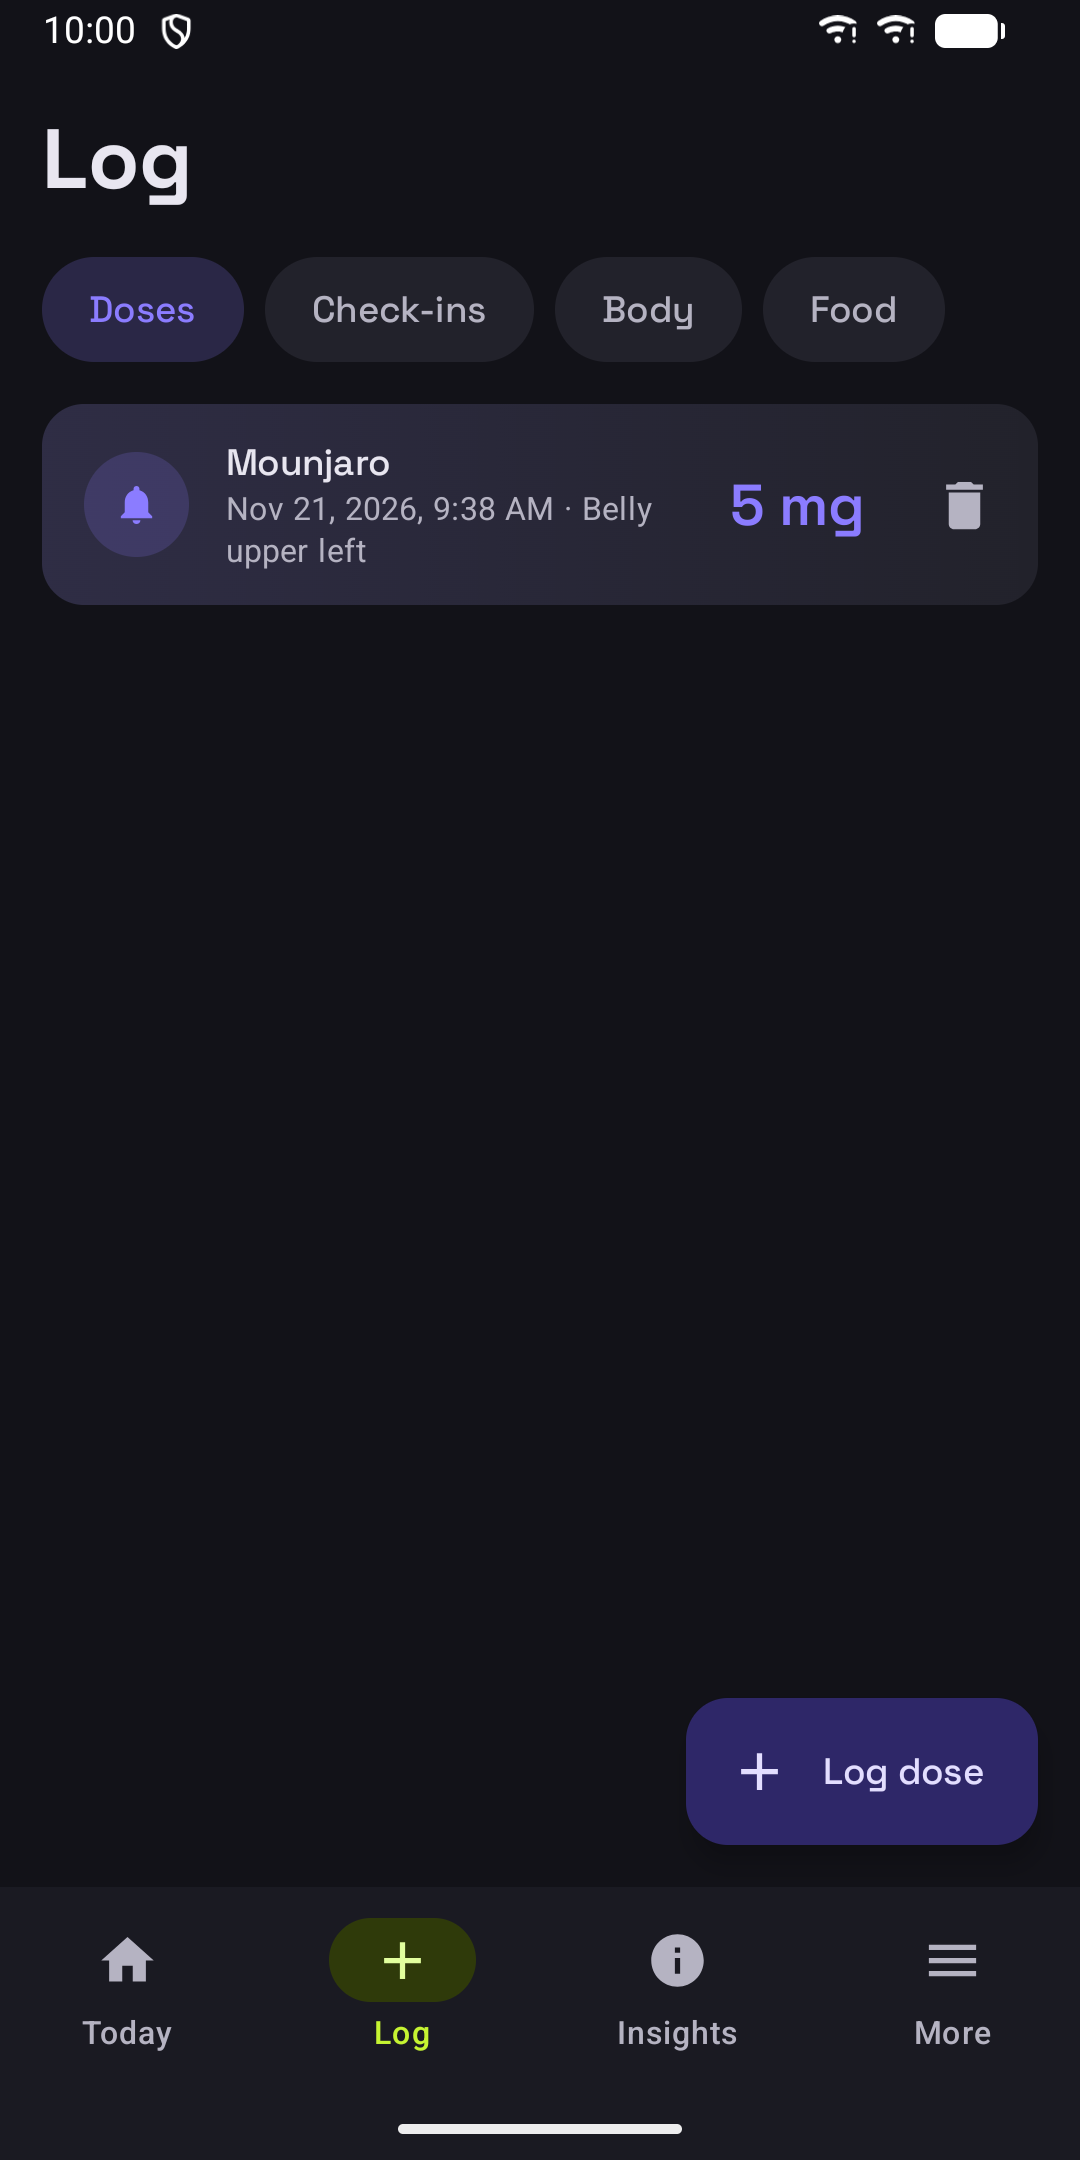 10:00
Log
Doses
Check-ins
Body
Food
Mounjaro
Nov 21, 2026, 9:38 AM · Belly
upper left
5 mg
Log dose
Today
Log
Insights
More